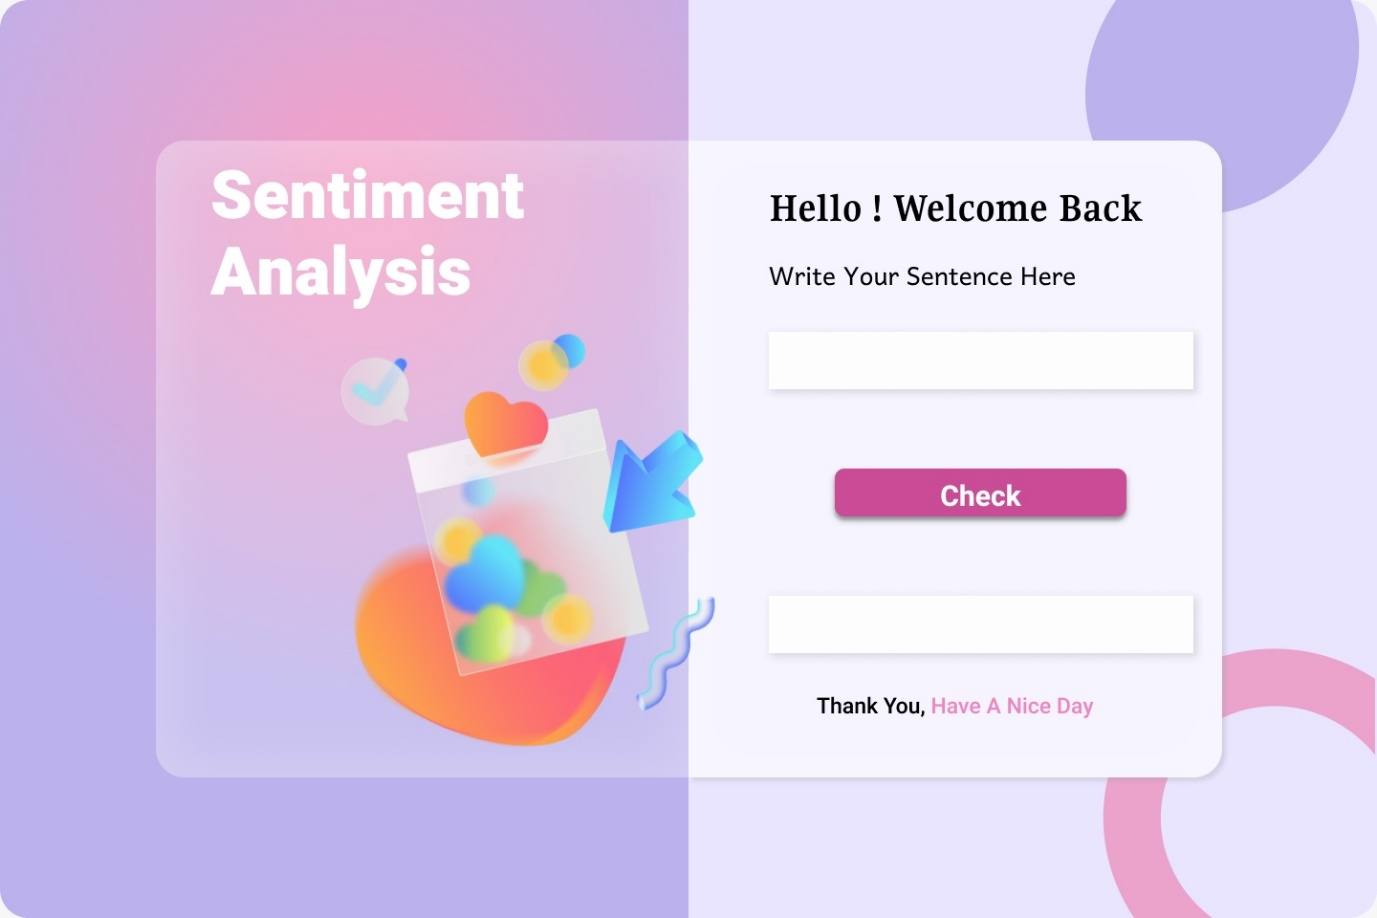 Sentiment
Analysis
Hello ! Welcome Back
Write Your Sentence Here
Check
Thank You, Have A Nice Day